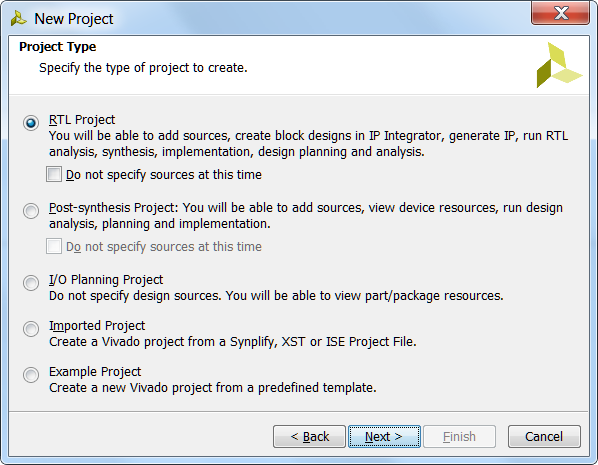 New Project
Project Type
Specify the type of project to create.
RTL Project
You will be able to add sources, create block designs in IP Integrator, generate IP, run RTL
analysis, synthesis, implementation, design planning and analysis.
Do not specify sources at this time
Post-synthesis Project: You will be able to add sources, view device resources, run design
analysis, planning and implementation.
Do not specify sources at this time
I/O Planning Project
Do not specify design sources. You will be able to view part/package resources.
Imported Project
Create a Vivado project from a Synplify, XST or ISE Project File.
Example Project
Create a new Vivado project from a predefined template.
< Back Next > Finish Cancel